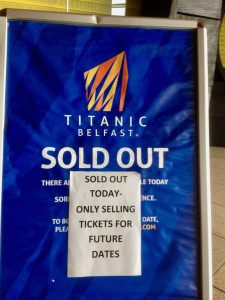 TITANIC
BELFAST
SOLD OUT
THERE A
LE TODAY
SOR
ENCE.
TO BO
DATE,
PLEA
.COM
SOLD OUT
TODAY-
ONLY SELLING
TICKETS FOR
FUTURE
DATES